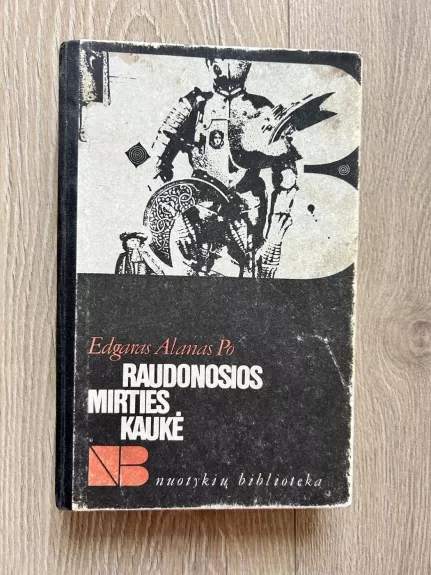 Edgaras Alanas Po
RAUDONOSIOS
MIRTIES
KAUKĖ
NB
nuotykių biblioteka